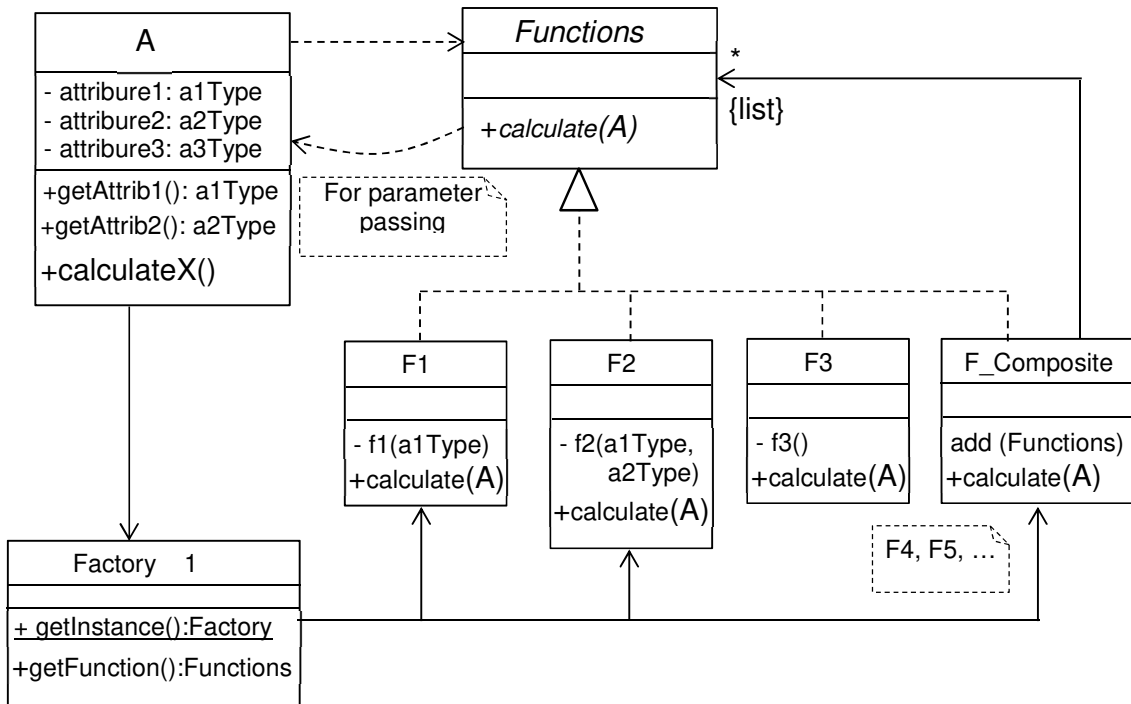 A
- attribure1: a1Type
- attribure2: a2Type
- attribure3: a3Type
+getAttrib1(): a1Type
+getAttrib2(): a2Type
+calculateX()
Functions
+calculate(A)
*
{list}
For parameter
passing
F1
- f1(a1Type)
+calculate(A)
F2
- f2(a1Type,
a2Type)
+calculate(A)
F3
- f3()
+calculate(A)
F_Composite
add (Functions)
+calculate(A)
F4, F5, ...
Factory 1
+ getInstance():Factory
+getFunction():Functions